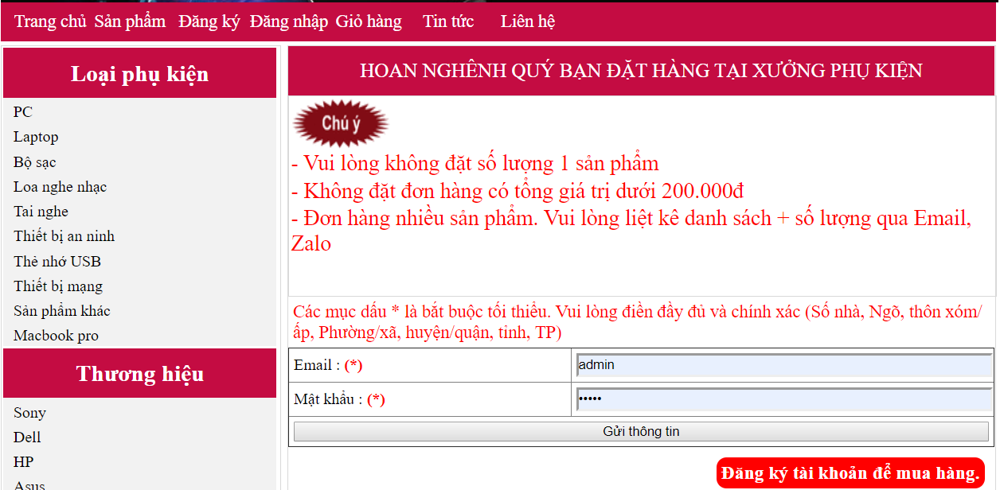 Trang chủ Sản phẩm Đăng ký Đăng nhập Giỏ hàng Tin tức Liên hệ
Loại phụ kiện
PC
Laptop
Bộ sạc
Loa nghe nhạc
Tai nghe
Thiết bị an ninh
Thẻ nhớ USB
Thiết bị mạng
Sản phẩm khác
Macbook pro
Thương hiệu
Sony
Dell
HP
Asus
HOAN NGHÊNH QUÝ BẠN ĐẶT HÀNG TẠI XƯỞNG PHỤ KIỆN
Chú ý
- Vui lòng không đặt số lượng 1 sản phẩm
- Không đặt đơn hàng có tổng giá trị dưới 200.000đ
- Đơn hàng nhiều sản phẩm. Vui lòng liệt kê danh sách + số lượng qua Email,
Zalo
Các mục dấu * là bắt buộc tối thiểu. Vui lòng điền đầy đủ và chính xác (Số nhà, Ngõ, thôn xóm/
ấp, Phường/xã, huyện/quận, tỉnh, TP)
Email : (*) admin
Mật khẩu : (*) •••••
Gửi thông tin
Đăng ký tài khoản để mua hàng.